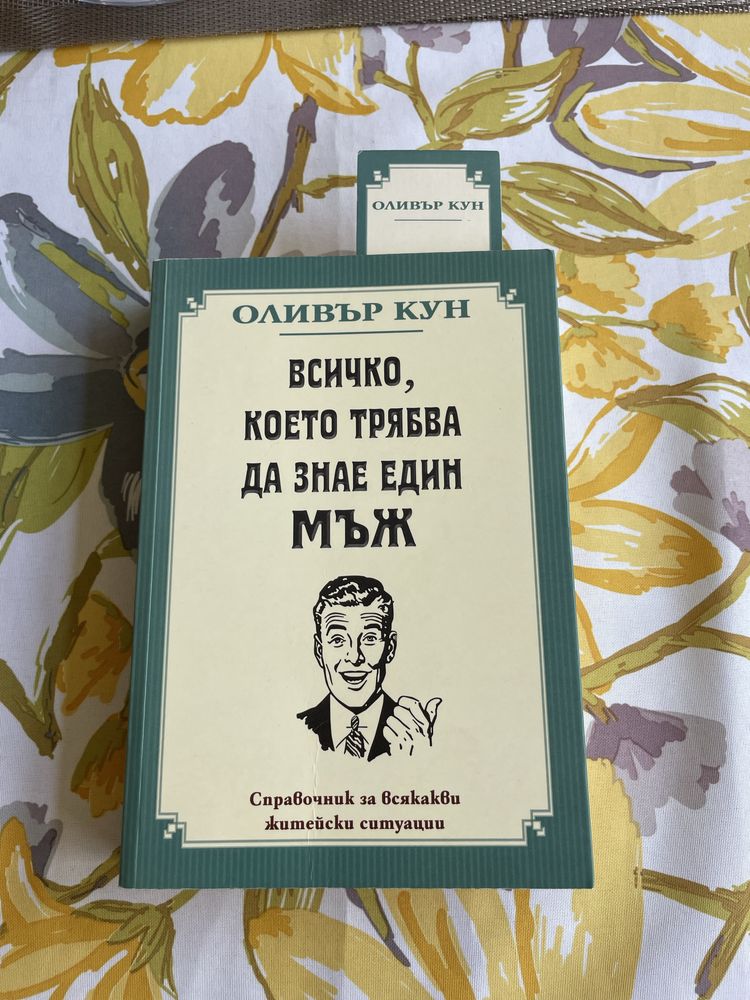 ОЛИВЪР КУН
ОЛИВЪР КУН
ВСИЧКО,
КОЕТО ТРЯБВА
ДА ЗНАЕ ЕДИН
МЪЖ
Справочник за всякакви
житейски ситуации